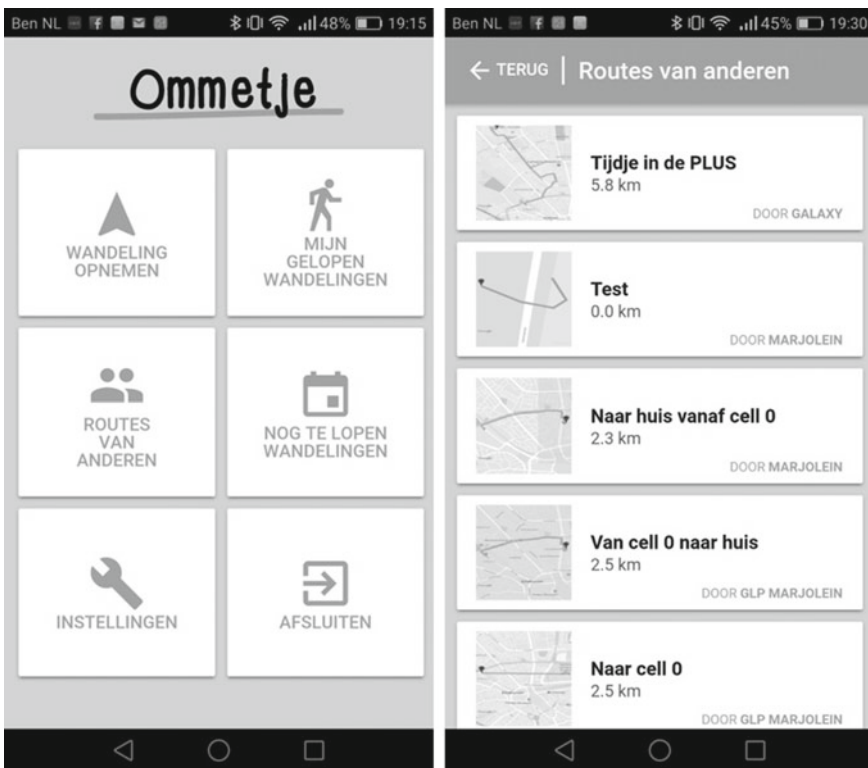 Ben NL 48% 19:15
Ommetje
WANDELING
OPNEMEN
MIJN
GELOPEN
WANDELINGEN
ROUTES
VAN
ANDEREN
NOG TE LOPEN
WANDELINGEN
INSTELLINGEN
AFSLUITEN
Ben NL 45% 19:30
TERUG | Routes van anderen
Tijdje in de PLUS
5.8 km
DOOR GALAXY
Test
0.0 km
DOOR MARJOLEIN
Naar huis vanaf cell 0
2.3 km
DOOR MARJOLEIN
Van cell 0 naar huis
2.5 km
DOOR GLP MARJOLEIN
Naar cell 0
2.5 km
DOOR GLP MARJOLEIN